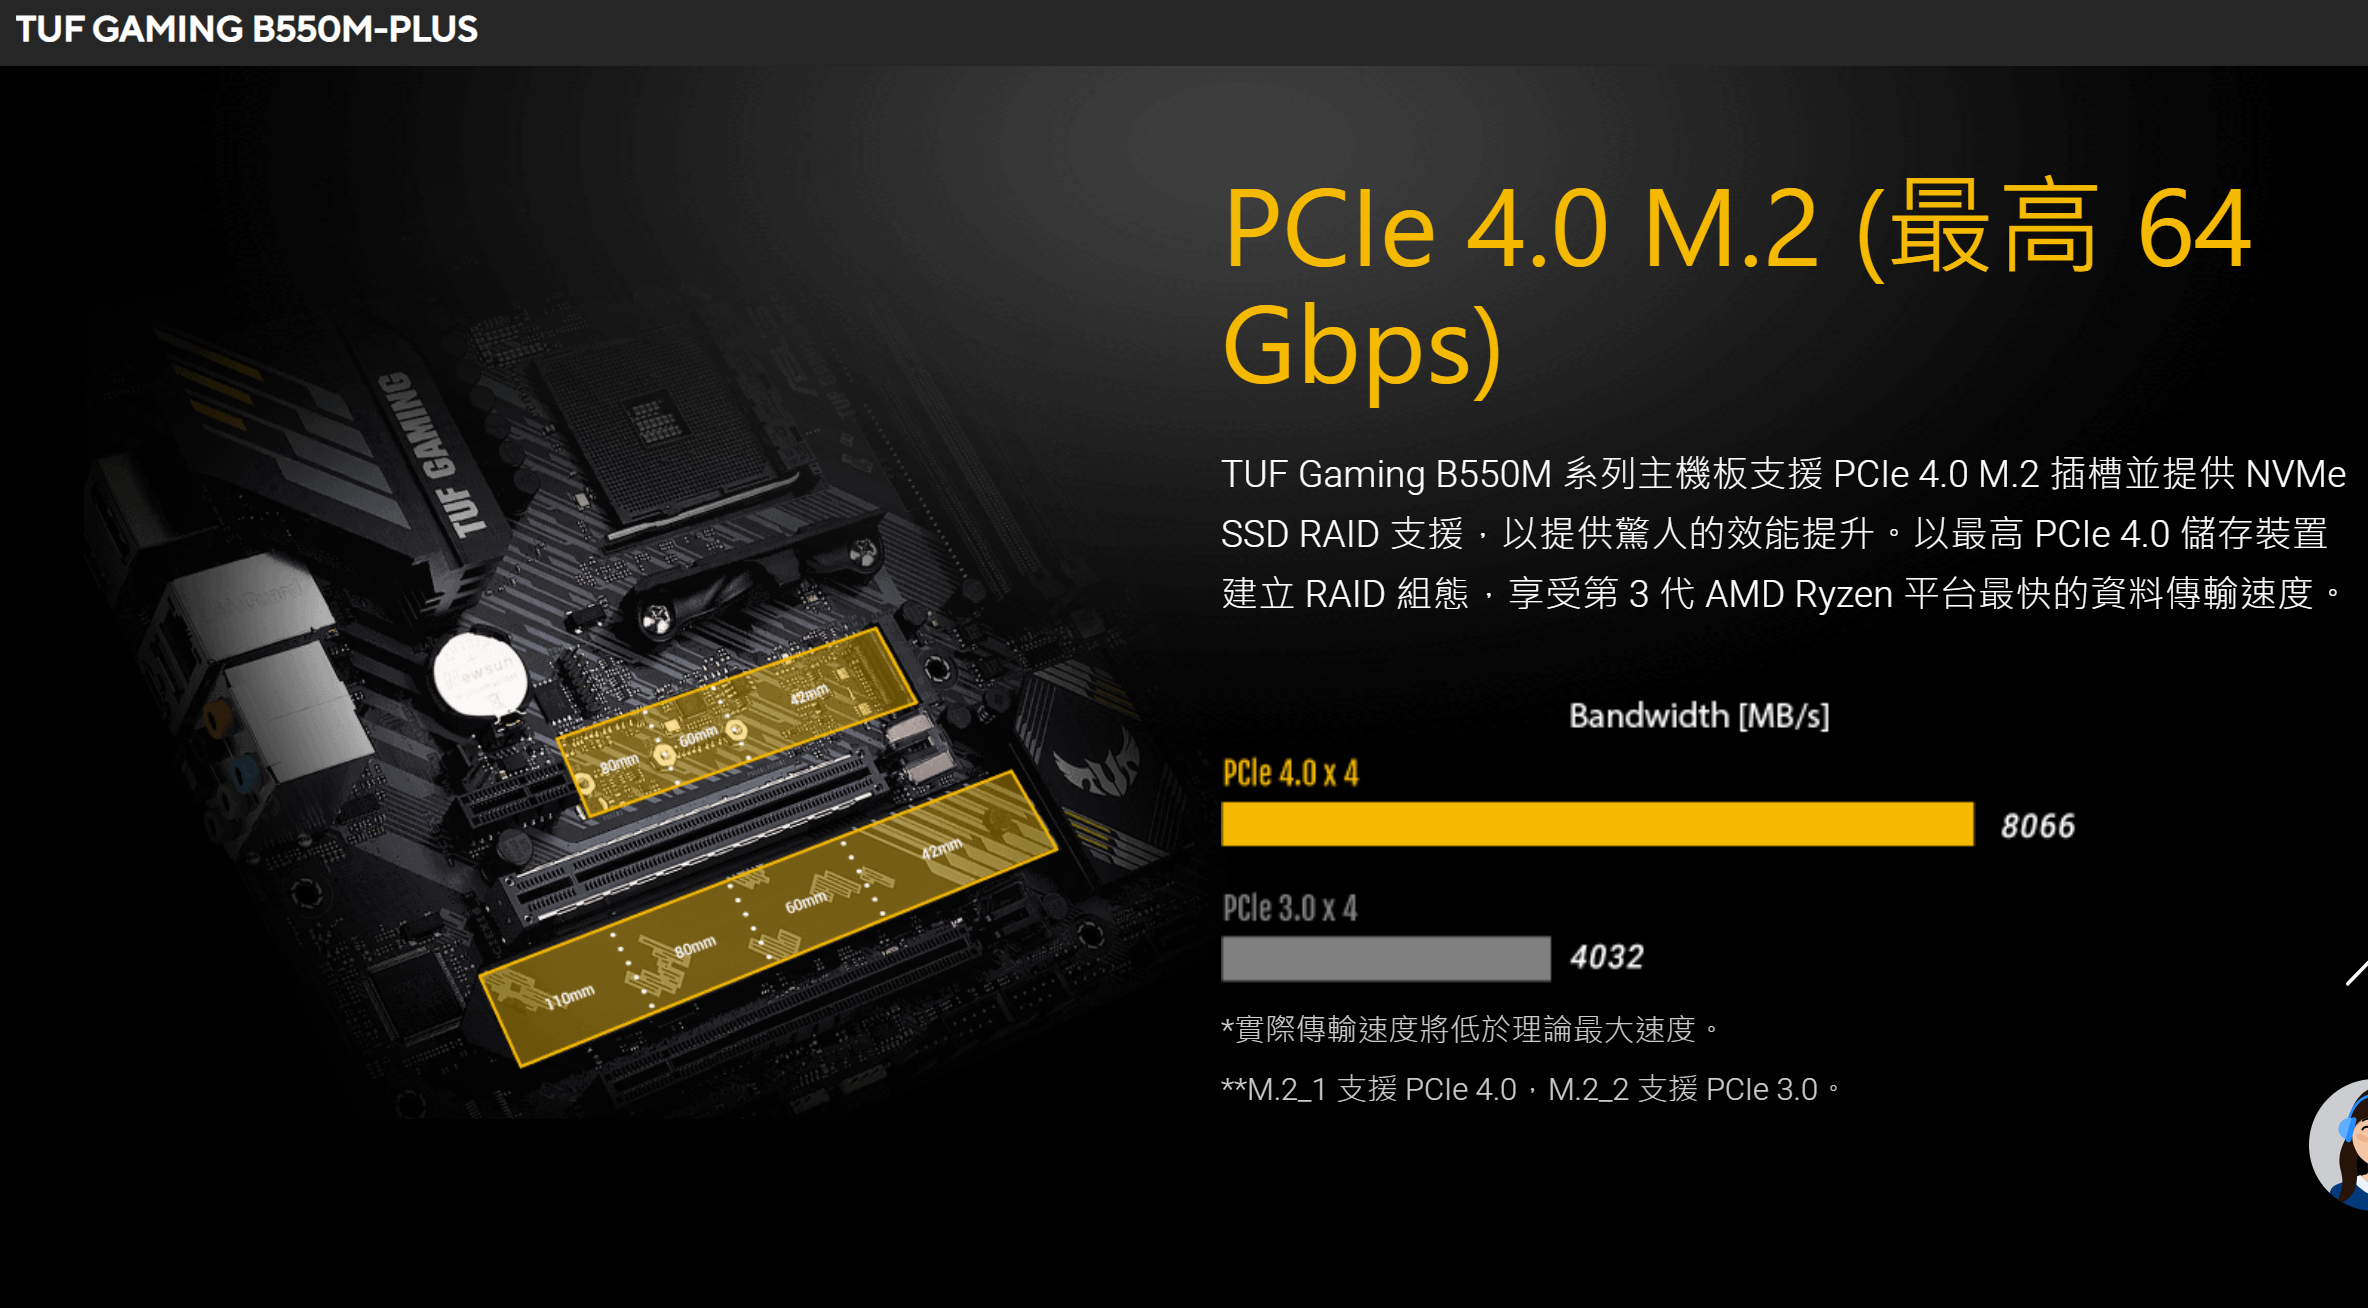 TUF GAMING B550M-PLUS
PCIe 4.0 M.2 (最高 64
Gbps)
TUF Gaming B550M 系列主機板支援 PCIe 4.0 M.2 插槽並提供 NVMe
SSD RAID 支援，以提供驚人的效能提升。以最高 PCIe 4.0 儲存裝置
建立 RAID 組態，享受第 3 代 AMD Ryzen 平台最快的資料傳輸速度。
Bandwidth [MB/s]
PCIe 4.0 x 4
8066
PCIe 3.0 x 4
4032
*實際傳輸速度將低於理論最大速度。
**M.2_1 支援 PCIe 4.0，M.2_2 支援 PCIe 3.0。
TUF GAMING
42mm
60mm
80mm
42mm
60mm
80mm
110mm